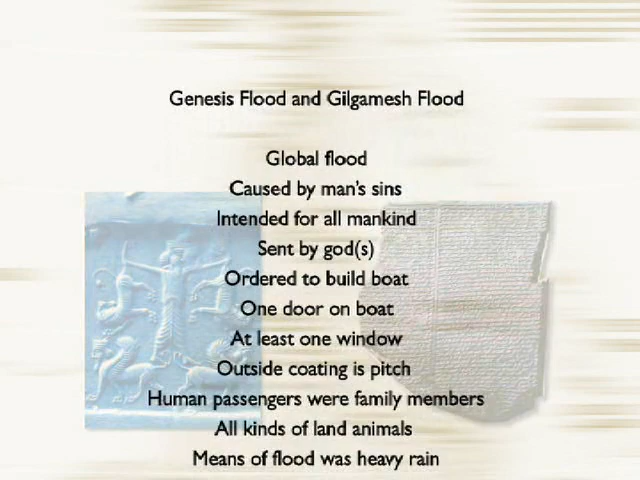 Genesis Flood and Gilgamesh Flood
Global flood
Caused by man's sins
Intended for all mankind
Sent by god(s)
Ordered to build boat
One door on boat
At least one window
Outside coating is pitch
Human passengers were family members
All kinds of land animals
Means of flood was heavy rain